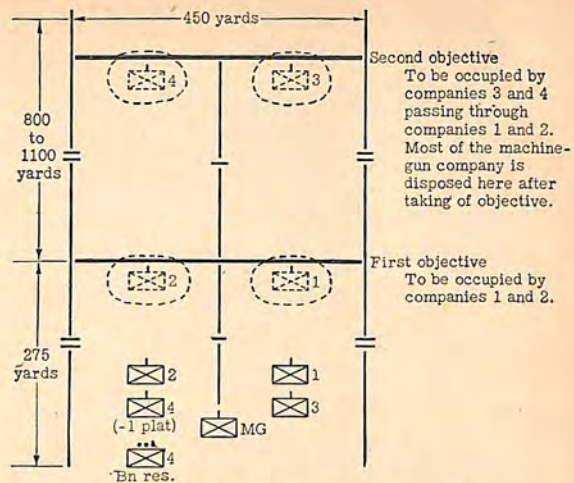 450 yards
Second objective
To be occupied by
companies 3 and 4
passing through
companies 1 and 2.
Most of the machine-
gun company is
disposed here after
taking of objective.
4
3
800
to
1100
yards
First objective
To be occupied by
companies 1 and 2.
2
1
275
yards
2
1
4
3
(-1 plat)
MG
4
Bn res.